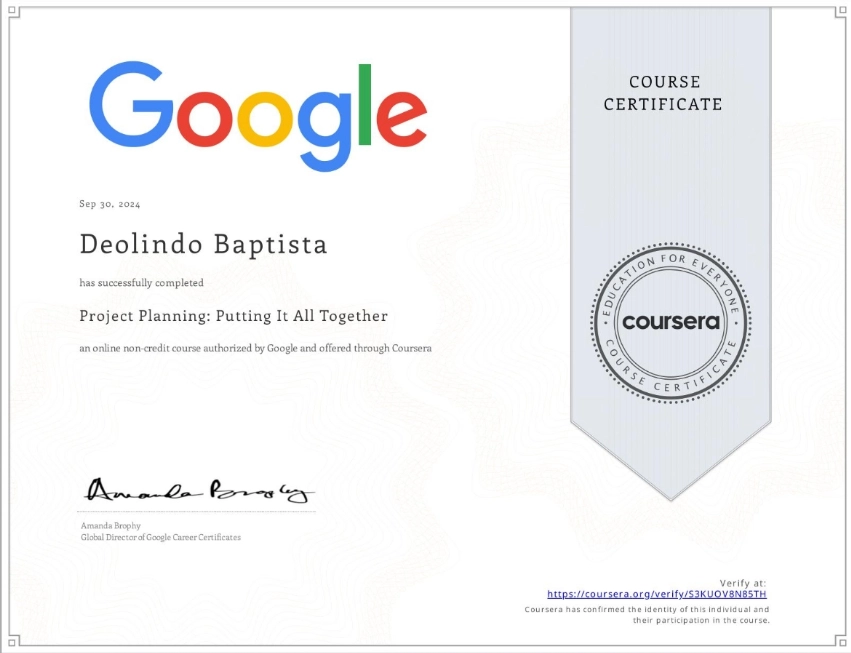 Google
COURSE
CERTIFICATE
Sep 30, 2024
Deolindo Baptista
has successfully completed
Project Planning: Putting It All Together
an online non-credit course authorized by Google and offered through Coursera
EDUCATION FOR EVERYONE
coursera
COURSE CERTIFICATE
Amanda Brophy
Amanda Brophy
Global Director of Google Career Certificates
Verify at:
https://coursera.org/verify/S3KUOV8N85TH
Coursera has confirmed the identity of this individual and
their participation in the course.